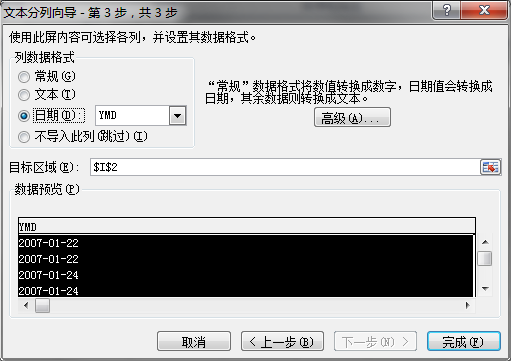 文本分列向导 - 第 3 步，共 3 步
使用此屏内容可选择各列，并设置其数据格式。
列数据格式
常规(G)
文本(T)
日期(D): YMD
不导入此列(跳过)(I)
“常规”数据格式将数值转换成数字，日期值会转换成日期，其余数据则转换成文本。
高级(A)...
目标区域(E): $I$2
数据预览(P)
YMD
2007-01-22
2007-01-22
2007-01-24
2007-01-24
取消 < 上一步(B) 下一步(N) > 完成(F)